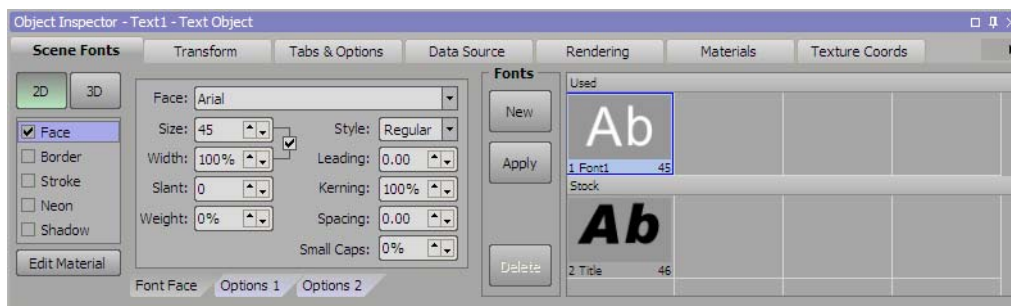 Object Inspector - Text1 - Text Object
Scene Fonts Transform Tabs & Options Data Source Rendering Materials Texture Coords
2D 3D
Face
Border
Stroke
Neon
Shadow
Edit Material
Face: Arial
Size: 45 Style: Regular
Width: 100% Leading: 0.00
Slant: 0 Kerning: 100%
Weight: 0% Spacing: 0.00
Small Caps: 0%
Font Face Options 1 Options 2
Fonts
New
Apply
Delete
Used
Ab
1 Font1 45
Stock
Ab
2 Title 46